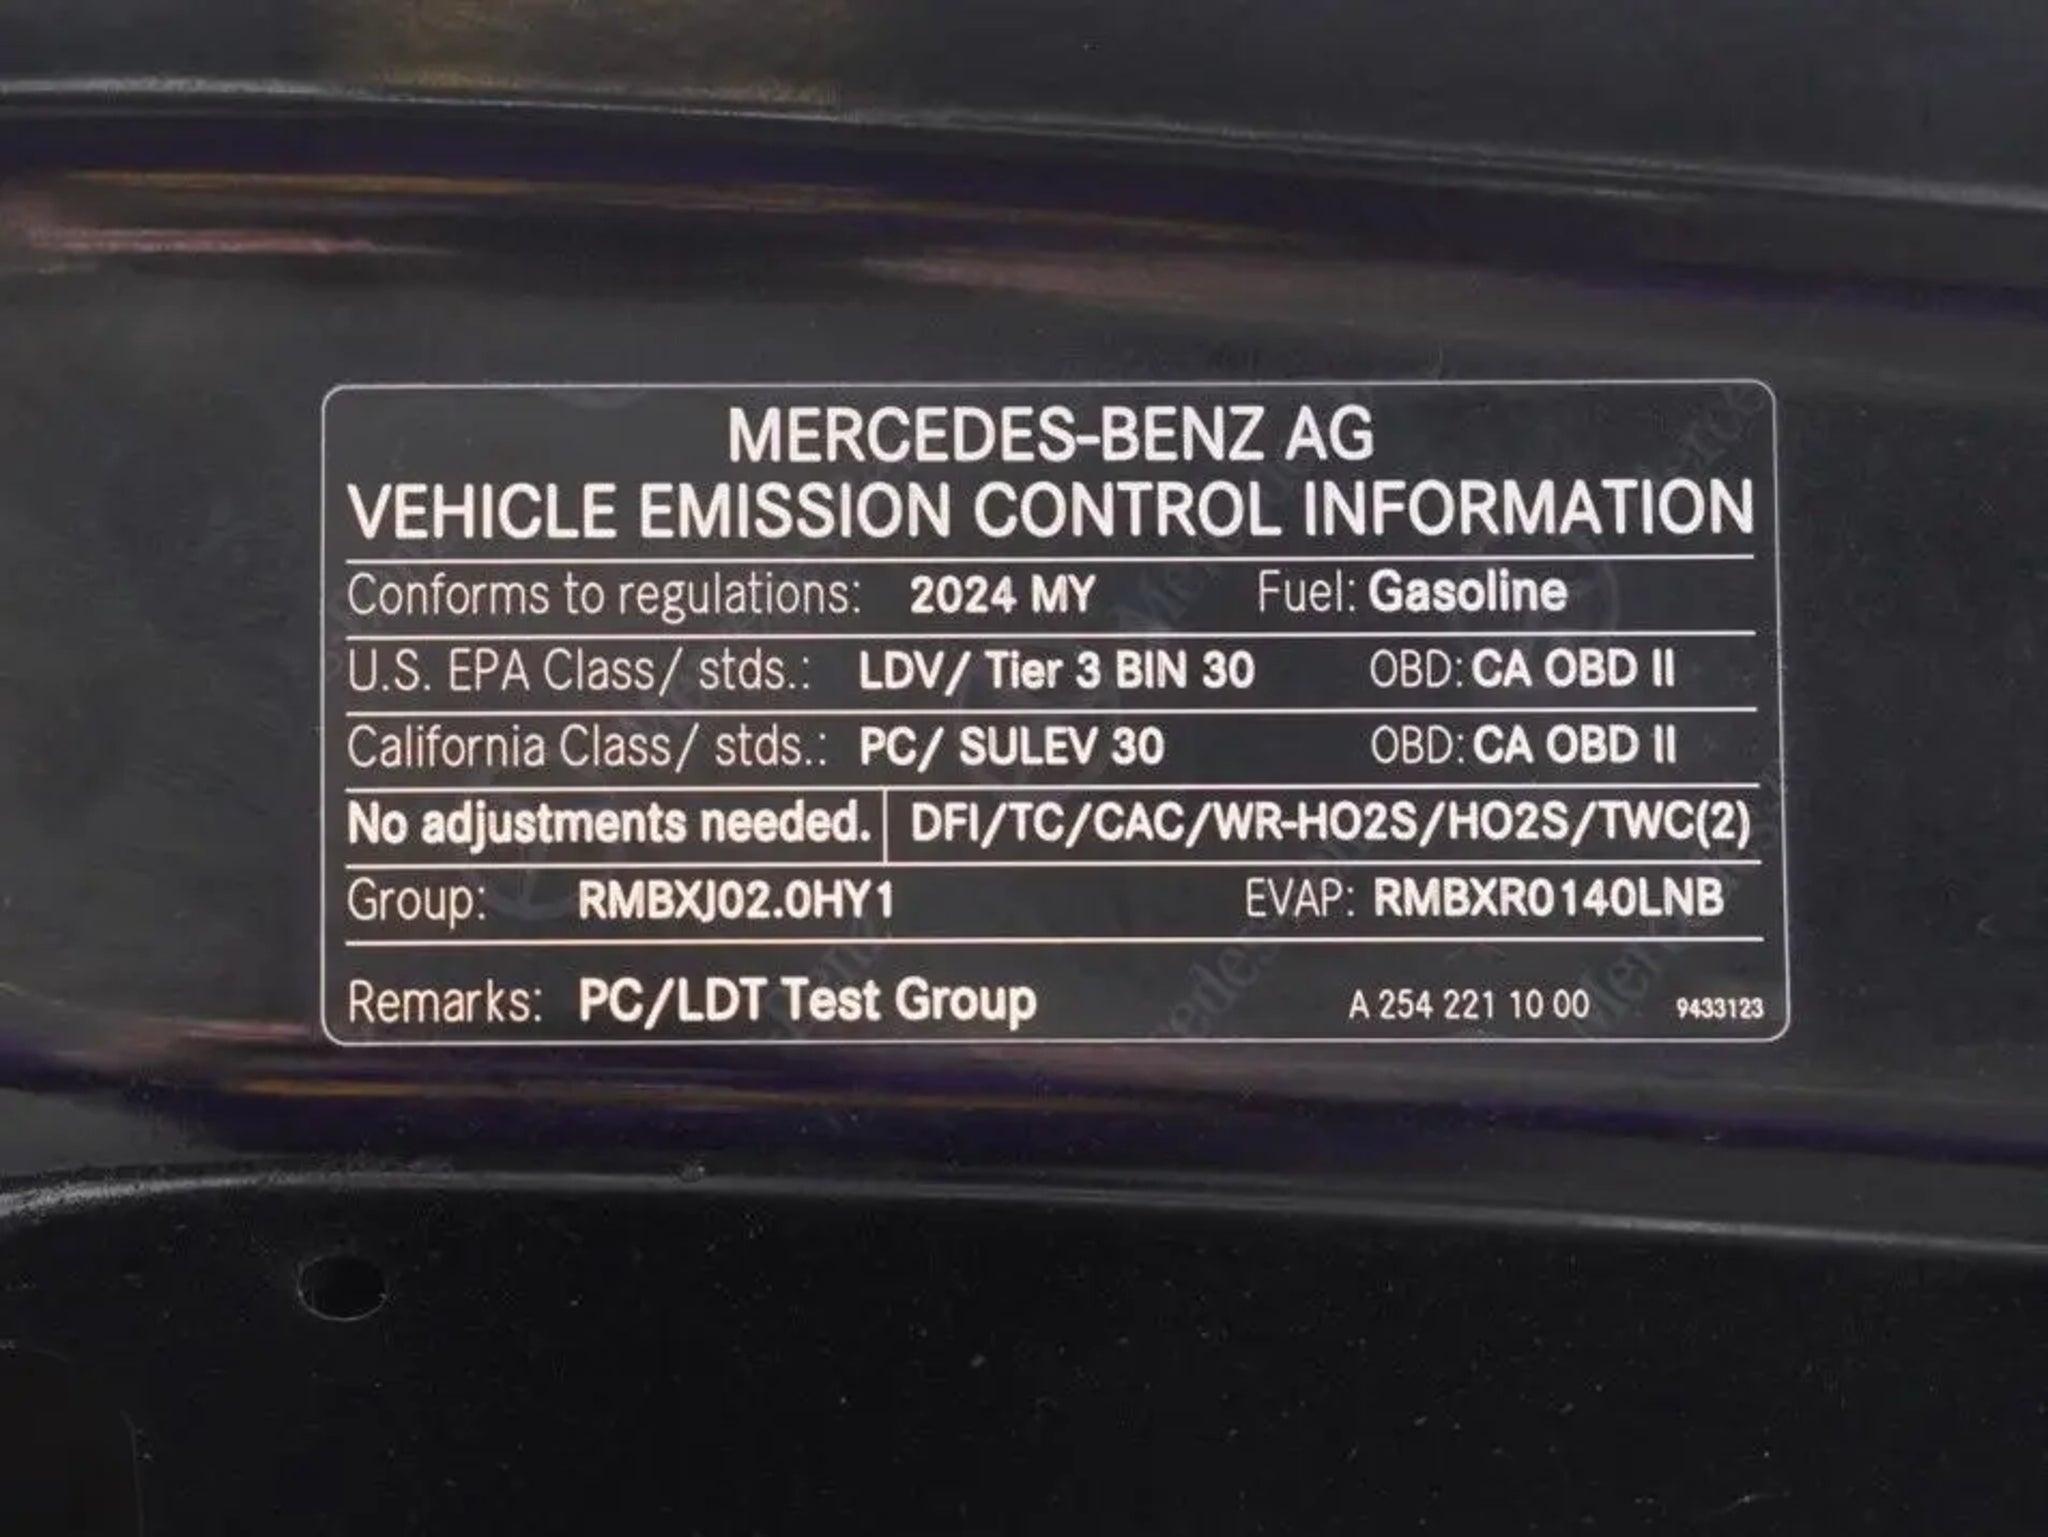 MERCEDES-BENZ AG
VEHICLE EMISSION CONTROL INFORMATION
Conforms to regulations: 2024 MY Fuel: Gasoline
U.S. EPA Class/ stds.: LDV/ Tier 3 BIN 30 OBD: CA OBD II
California Class/ stds.: PC/ SULEV 30 OBD: CA OBD II
No adjustments needed. DFI/TC/CAC/WR-HO2S/HO2S/TWC(2)
Group: RMBXJ02.0HY1 EVAP: RMBXR0140LNB
Remarks: PC/LDT Test Group A 254 221 10 00 9433123